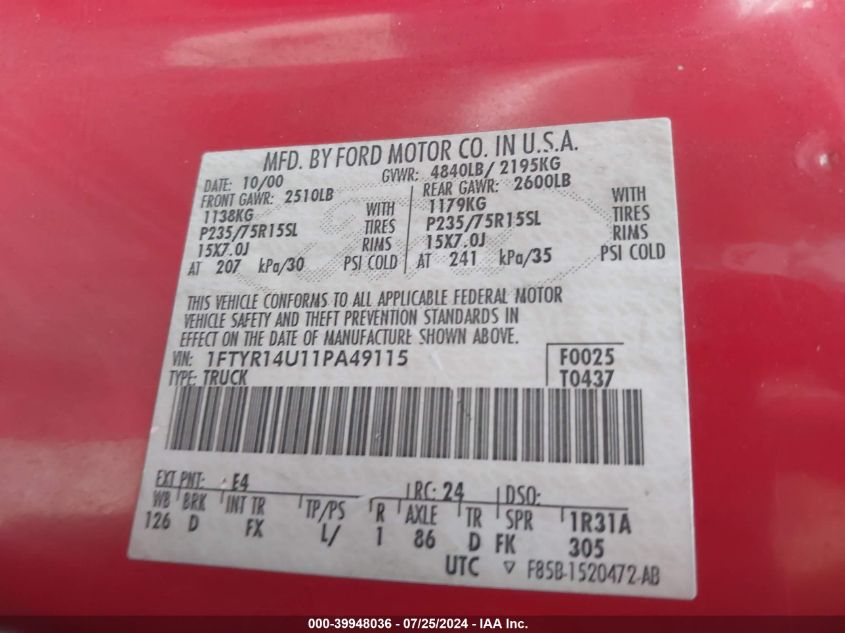 MFD. BY FORD MOTOR CO. IN U.S.A.
DATE: 10/00 GVWR: 4840LB/ 2195KG
FRONT GAWR: 2510LB REAR GAWR: 2600LB
1138KG WITH 1179KG WITH
P235/75R15SL TIRES P235/75R15SL TIRES
15X7.0J RIMS 15X7.0J RIMS
AT 207 kPa/30 PSI COLD AT 241 kPa/35 PSI COLD
THIS VEHICLE CONFORMS TO ALL APPLICABLE FEDERAL MOTOR
VEHICLE SAFETY AND THEFT PREVENTION STANDARDS IN
EFFECT ON THE DATE OF MANUFACTURE SHOWN ABOVE.
VIN: 1FTYR14U11PA49115 F0025
TYPE: TRUCK T0437
EXT PNT: E4 RC: 24 DSO:
WB BRK INT TR TP/PS R AXLE TR SPR 1R31A
126 D FX L/ 1 86 D FK 305
UTC ▽ F85B-1520472-AB
000-39948036 - 07/25/2024 - IAA Inc.